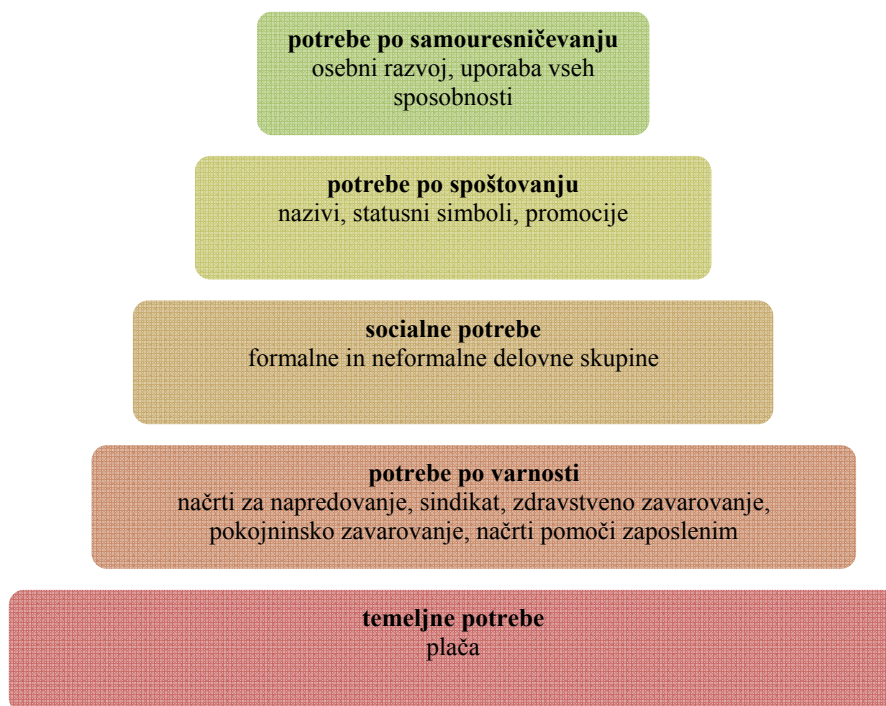 potrebe po samouresničevanju
osebni razvoj, uporaba vseh
sposobnosti
potrebe po spoštovanju
nazivi, statusni simboli, promocije
socialne potrebe
formalne in neformalne delovne skupine
potrebe po varnosti
načrti za napredovanje, sindikat, zdravstveno zavarovanje,
pokojninsko zavarovanje, načrti pomoči zaposlenim
temeljne potrebe
plača